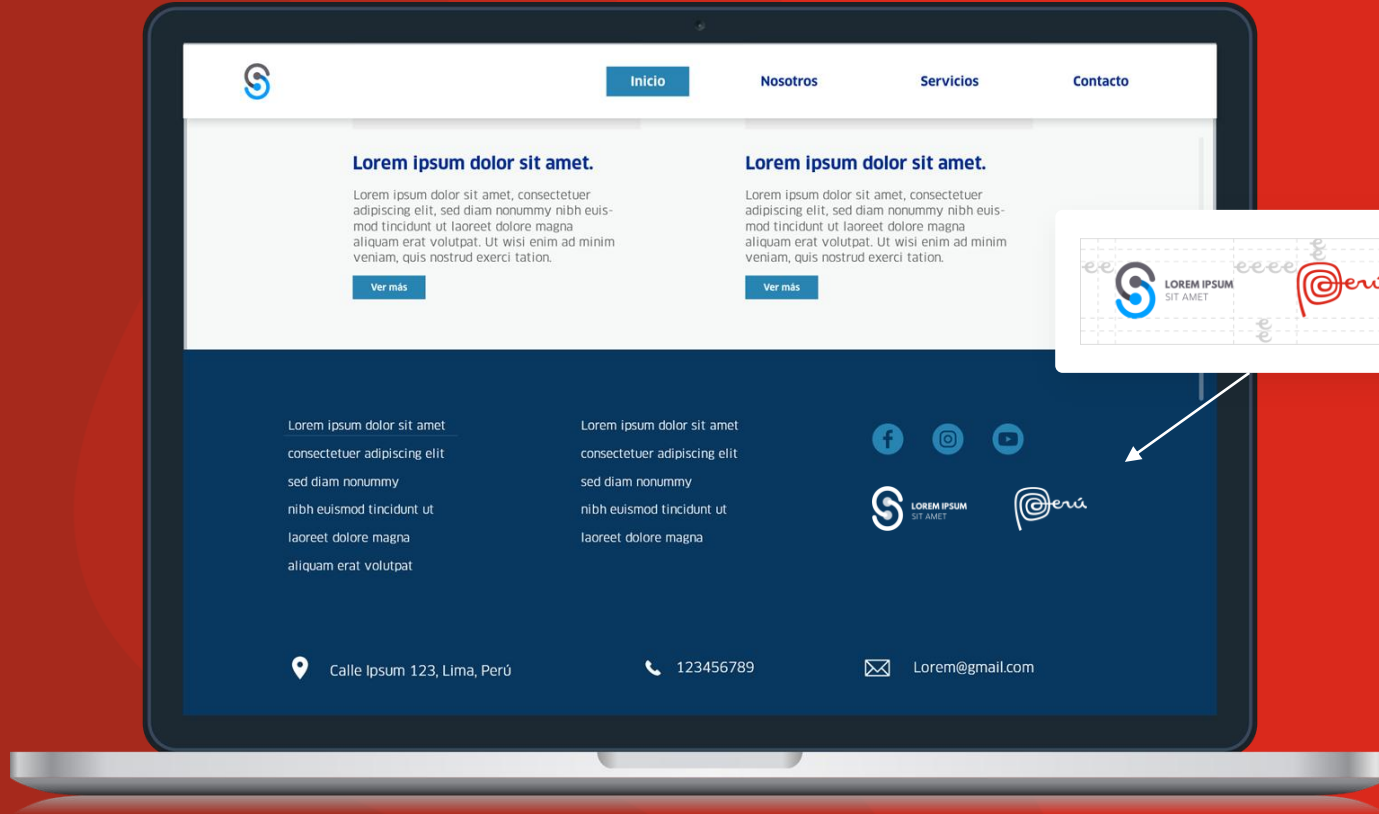 Inicio
Nosotros
Servicios
Contacto
Lorem ipsum dolor sit amet.
Lorem ipsum dolor sit amet, consectetuer
adipiscing elit, sed diam nonummy nibh euis-
mod tincidunt ut laoreet dolore magna
aliquam erat volutpat. Ut wisi enim ad minim
veniam, quis nostrud exerci tation.
Ver más
Lorem ipsum dolor sit amet.
Lorem ipsum dolor sit amet, consectetuer
adipiscing elit, sed diam nonummy nibh euis-
mod tincidunt ut laoreet dolore magna
aliquam erat volutpat. Ut wisi enim ad minim
veniam, quis nostrud exerci tation.
Ver más
e
e
e e
e e e e
LOREM IPSUM
SIT AMET
Perú
e
e
Lorem ipsum dolor sit amet
consectetuer adipiscing elit
sed diam nonummy
nibh euismod tincidunt ut
laoreet dolore magna
aliquam erat volutpat
Lorem ipsum dolor sit amet
consectetuer adipiscing elit
sed diam nonummy
nibh euismod tincidunt ut
laoreet dolore magna
LOREM IPSUM
SIT AMET
Perú
Calle Ipsum 123, Lima, Perú
123456789
Lorem@gmail.com